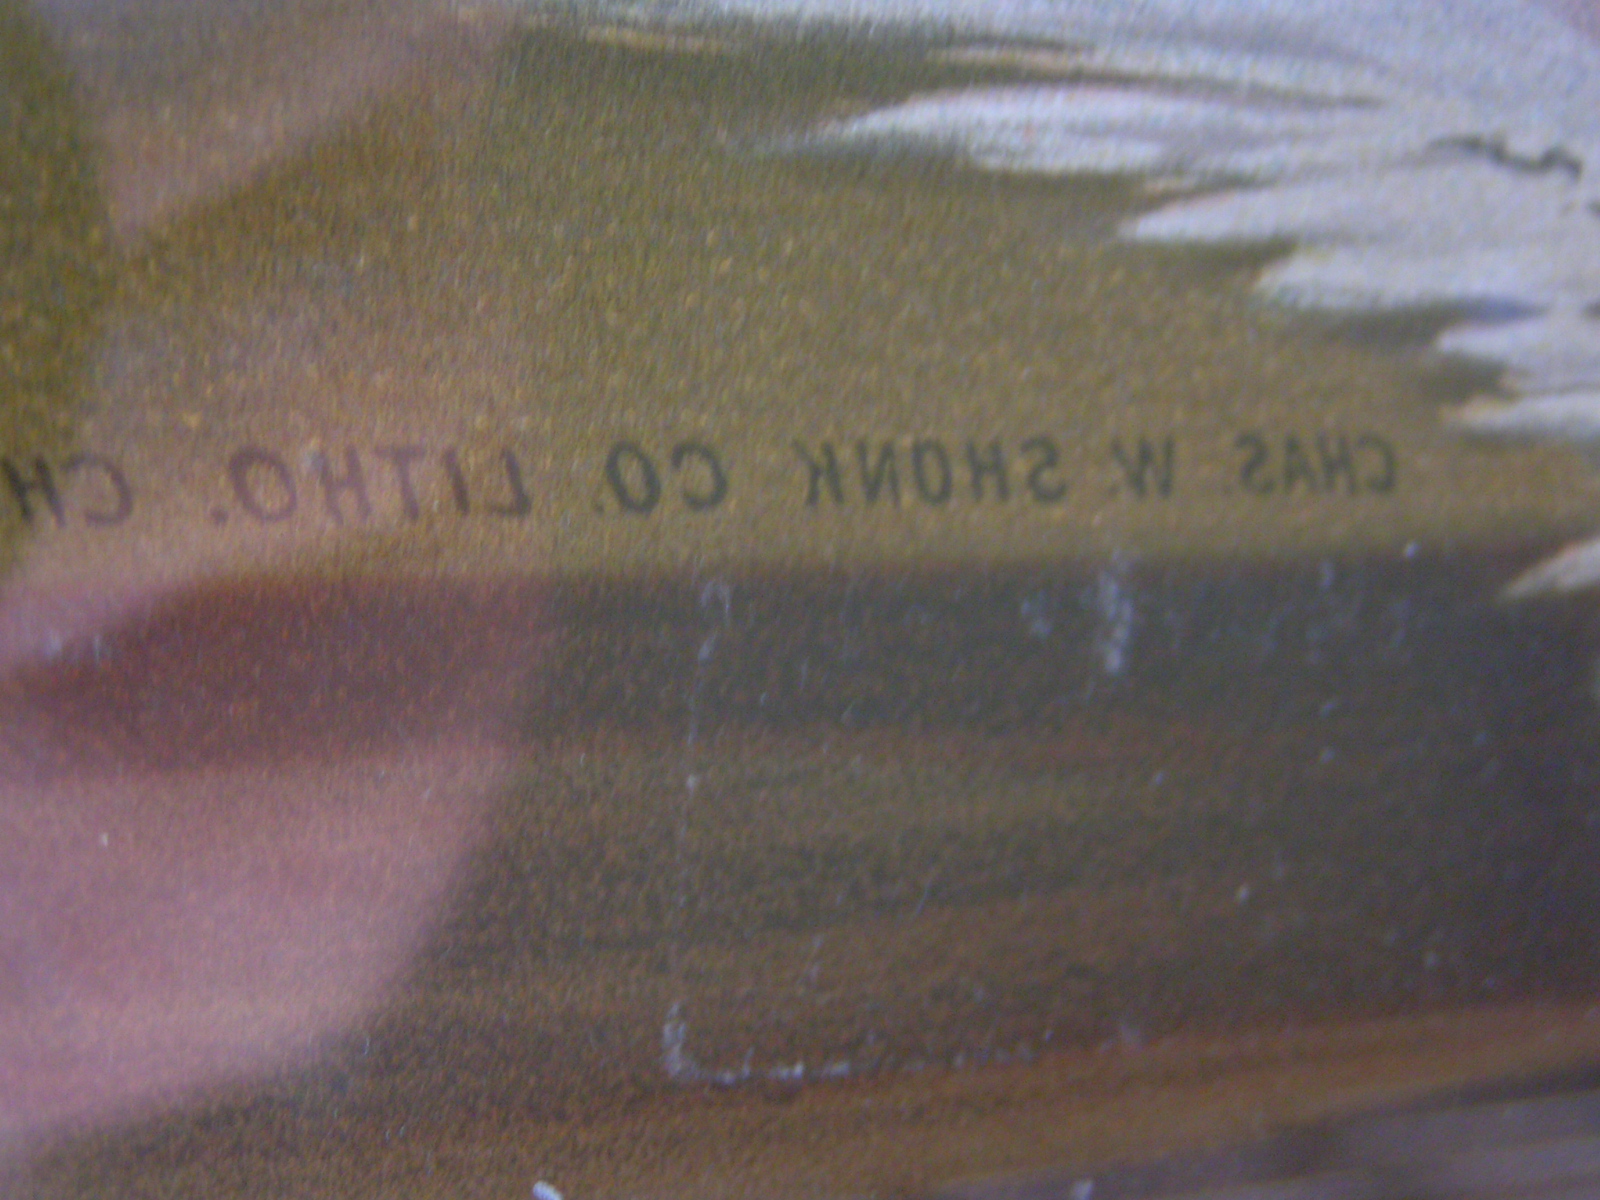 CHAS. W. SHONK CO. LITHO. CH